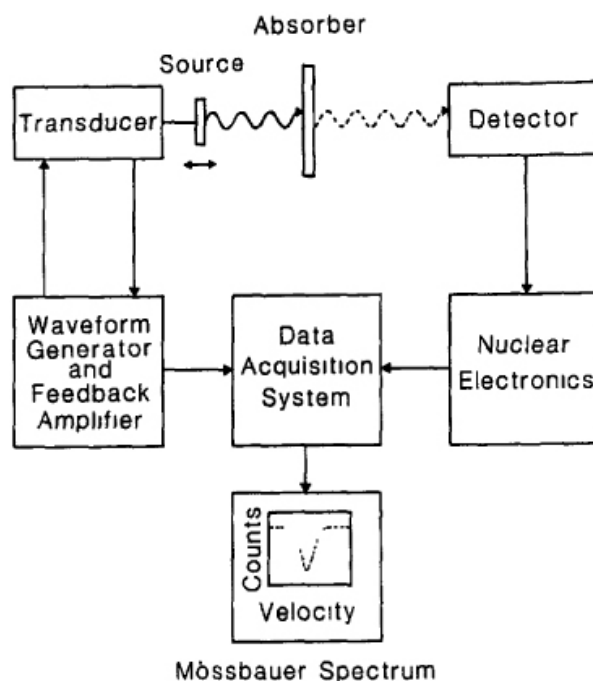 Absorber
Source
Transducer
Detector
Waveform
Generator
and
Feedback
Amplifier
Data
Acquisition
System
Nuclear
Electronics
Counts
Velocity
Mössbauer Spectrum